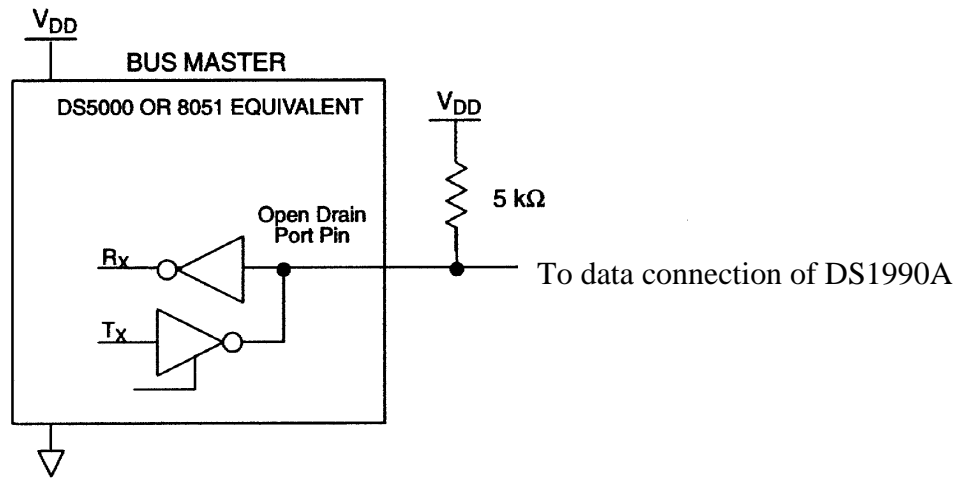 VDD
BUS MASTER
DS5000 OR 8051 EQUIVALENT
VDD
5 kΩ
Open Drain
Port Pin
RX
To data connection of DS1990A
TX